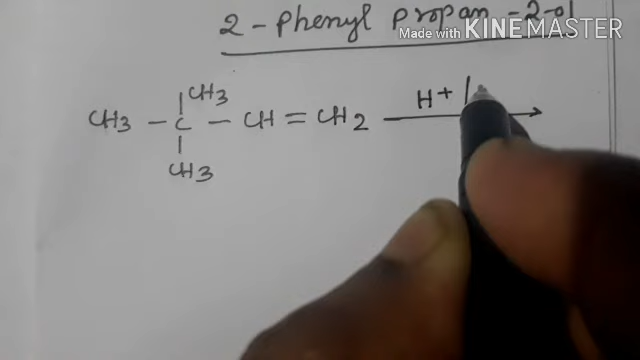 2-Phenyl Propan-2-ol
Made with KINEMASTER
CH3
CH3 - C - CH = CH2 H+ /
CH3